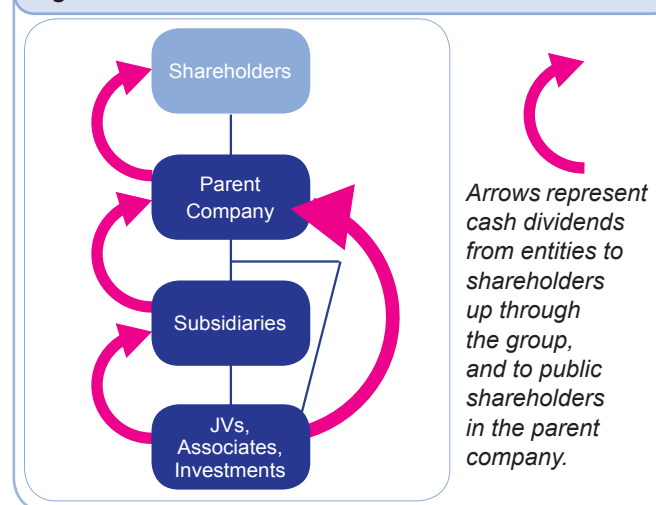 Shareholders
Parent
Company
Subsidiaries
JVs,
Associates,
Investments
Arrows represent
cash dividends
from entities to
shareholders
up through
the group,
and to public
shareholders
in the parent
company.